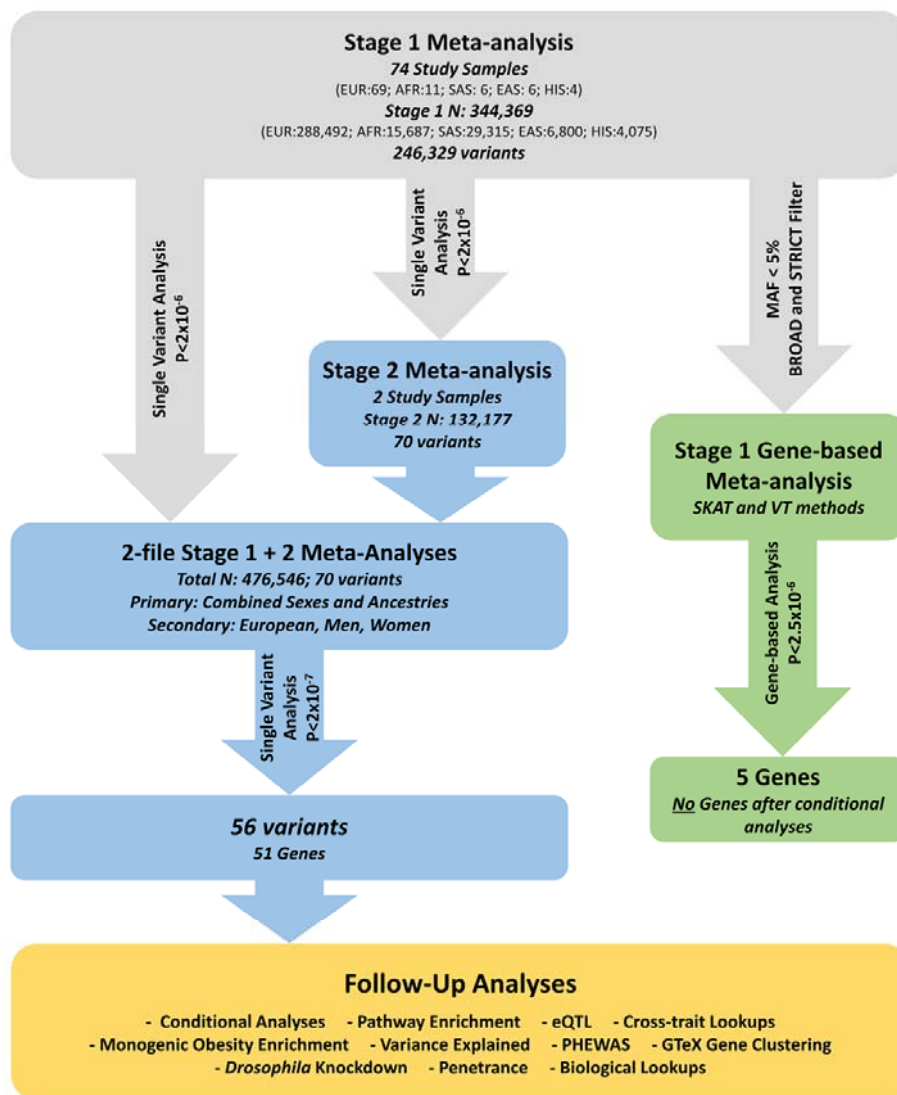 Stage 1 Meta-analysis
74 Study Samples
(EUR:69; AFR:11; SAS: 6; EAS: 6; HIS:4)
Stage 1 N: 344,369
(EUR:288,492; AFR:15,687; SAS:29,315; EAS:6,800; HIS:4,075)
246,329 variants
Single Variant Analysis
P<2x10⁻⁶
Single Variant
Analysis
P<2x10⁻⁶
MAF < 5%
BROAD and STRICT Filter
Stage 2 Meta-analysis
2 Study Samples
Stage 2 N: 132,177
70 variants
Stage 1 Gene-based
Meta-analysis
SKAT and VT methods
2-file Stage 1 + 2 Meta-Analyses
Total N: 476,546; 70 variants
Primary: Combined Sexes and Ancestries
Secondary: European, Men, Women
Single Variant
Analysis
P<2x10⁻⁷
Gene-based Analysis
P<2.5x10⁻⁶
5 Genes
No Genes after conditional
analyses
56 variants
51 Genes
Follow-Up Analyses
- Conditional Analyses - Pathway Enrichment - eQTL - Cross-trait Lookups
- Monogenic Obesity Enrichment - Variance Explained - PHEWAS - GTeX Gene Clustering
- Drosophila Knockdown - Penetrance - Biological Lookups